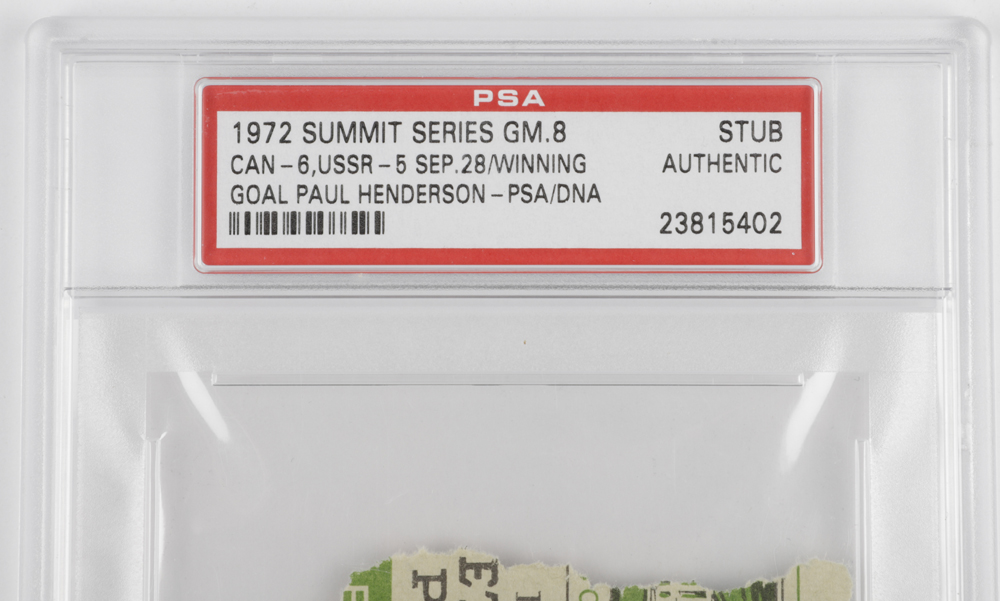 PSA
1972 SUMMIT SERIES GM.8 STUB
CAN-6,USSR-5 SEP.28/WINNING AUTHENTIC
GOAL PAUL HENDERSON-PSA/DNA
23815402